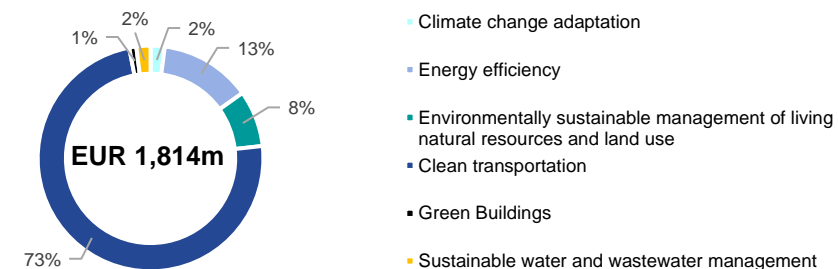 2%
2%
1%
13%
8%
EUR 1,814m
73%
Climate change adaptation
Energy efficiency
Environmentally sustainable management of living
natural resources and land use
Clean transportation
Green Buildings
Sustainable water and wastewater management